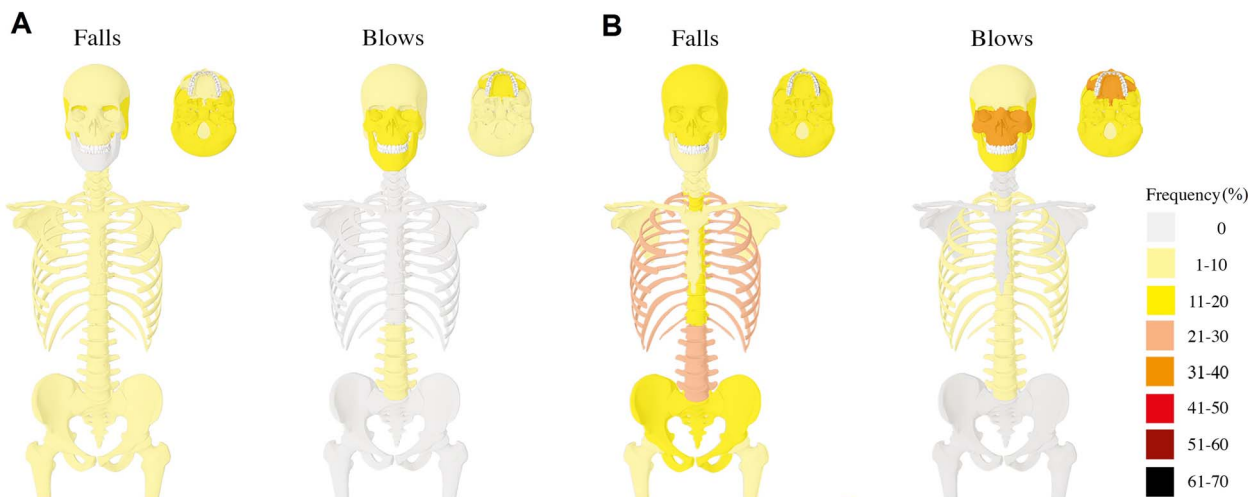 A
Falls
Blows
B
Falls
Blows
Frequency(%)
0
1-10
11-20
21-30
31-40
41-50
51-60
61-70